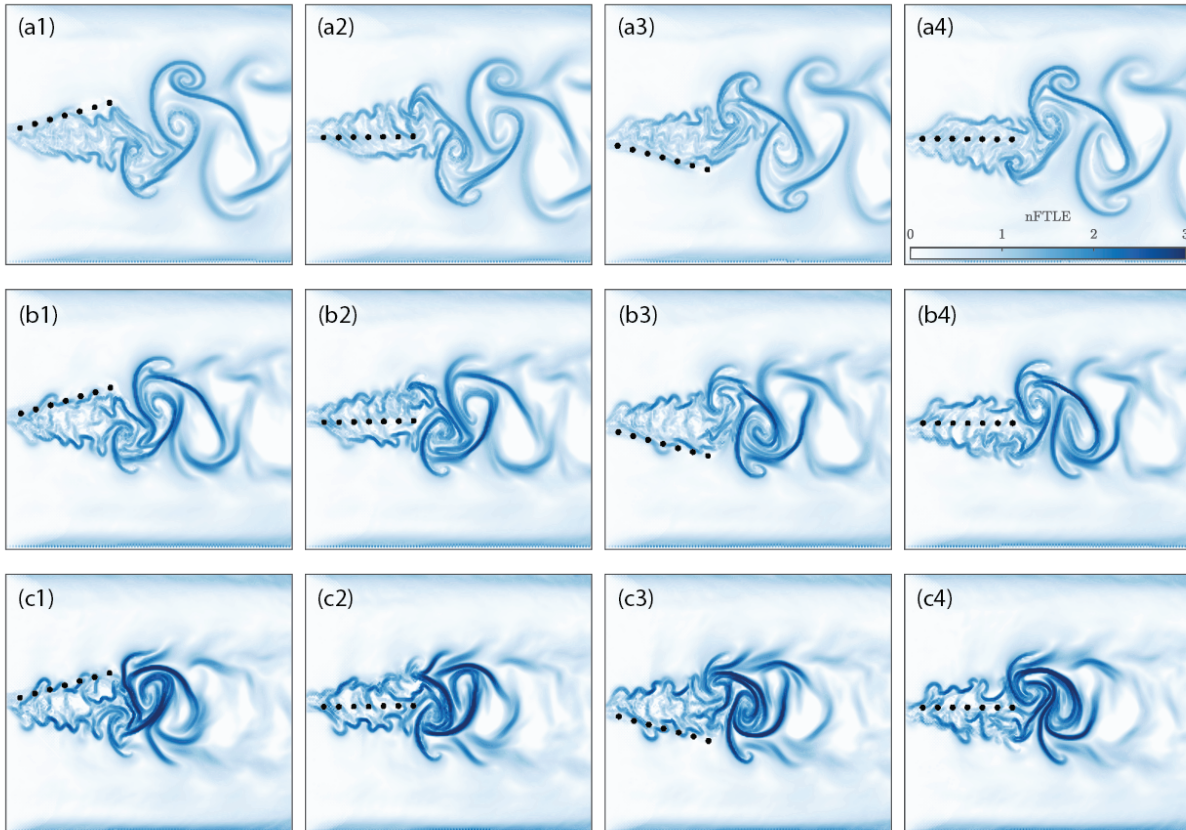 (a1) (a2) (a3) (a4)
nFTLE
0 1 2 3
(b1) (b2) (b3) (b4)
(c1) (c2) (c3) (c4)